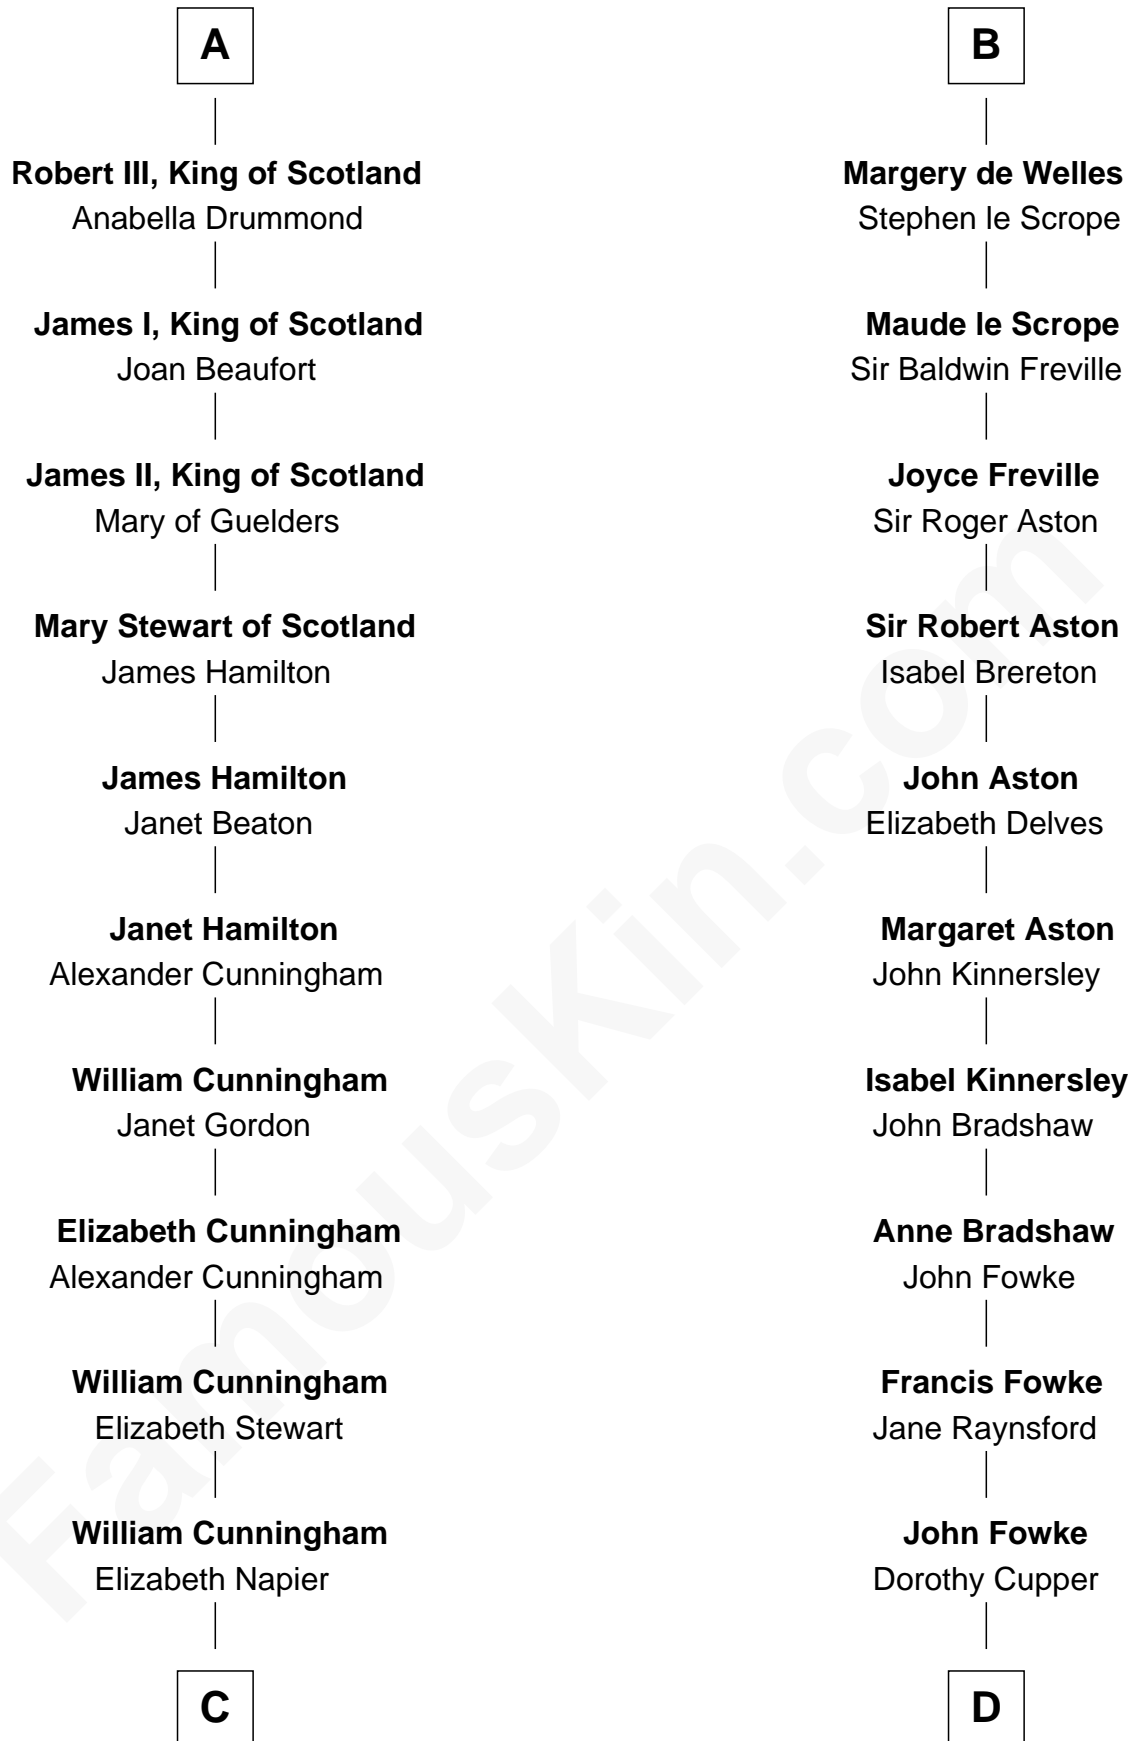 A
Robert III, King of Scotland
Anabella Drummond
James I, King of Scotland
Joan Beaufort
James II, King of Scotland
Mary of Guelders
Mary Stewart of Scotland
James Hamilton
James Hamilton
Janet Beaton
Janet Hamilton
Alexander Cunningham
William Cunningham
Janet Gordon
Elizabeth Cunningham
Alexander Cunningham
William Cunningham
Elizabeth Stewart
William Cunningham
Elizabeth Napier
C
B
Margery de Welles
Stephen le Scrope
Maude le Scrope
Sir Baldwin Freville
Joyce Freville
Sir Roger Aston
Sir Robert Aston
Isabel Brereton
John Aston
Elizabeth Delves
Margaret Aston
John Kinnersley
Isabel Kinnersley
John Bradshaw
Anne Bradshaw
John Fowke
Francis Fowke
Jane Raynsford
John Fowke
Dorothy Cupper
D
FamousKin.com